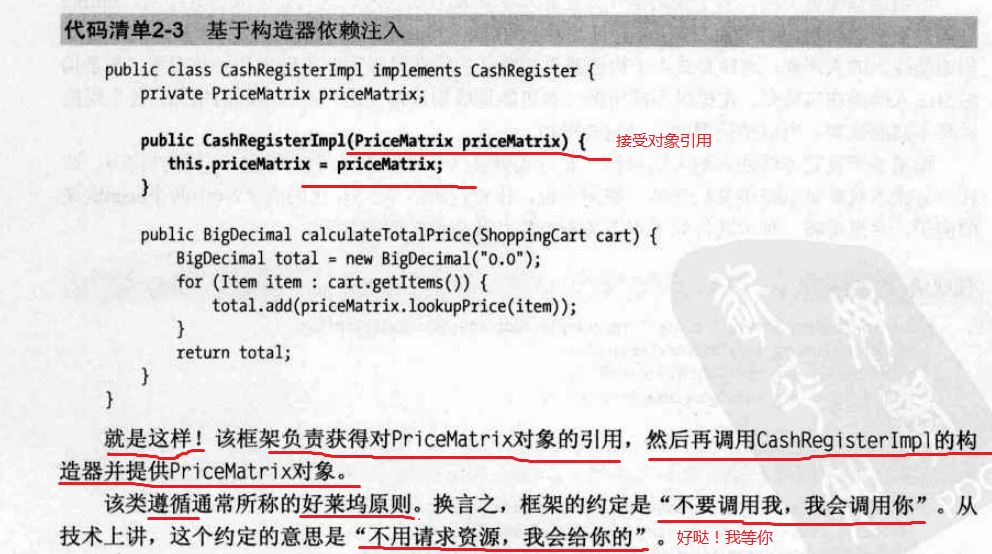 代码清单2-3 基于构造器依赖注入
public class CashRegisterImpl implements CashRegister {
private PriceMatrix priceMatrix;
public CashRegisterImpl(PriceMatrix priceMatrix) { 接受对象引用
this.priceMatrix = priceMatrix;
}
public BigDecimal calculateTotalPrice(ShoppingCart cart) {
BigDecimal total = new BigDecimal("0.0");
for (Item item : cart.getItems()) {
total.add(priceMatrix.lookupPrice(item));
}
return total;
}
}
就是这样！该框架负责获得对PriceMatrix对象的引用，然后再调用CashRegisterImpl的构
造器并提供PriceMatrix对象。
该类遵循通常所称的好莱坞原则。换言之，框架的约定是“不要调用我，我会调用你”。从
技术上讲，这个约定的意思是“不用请求资源，我会给你的”。好哒！我等你